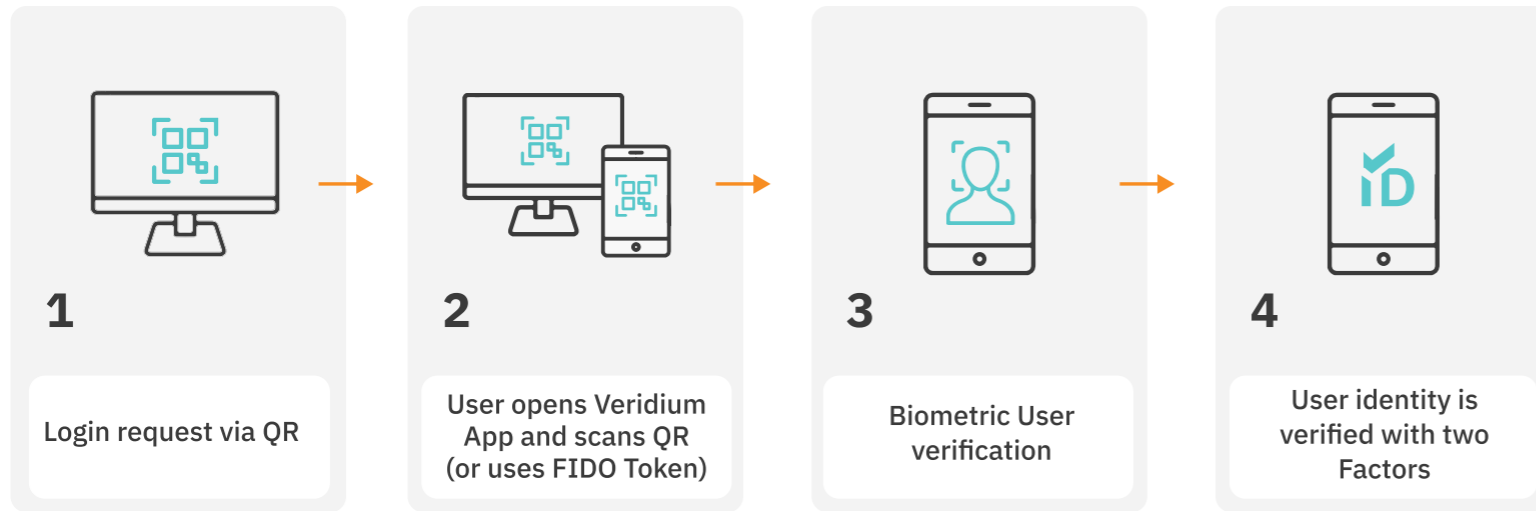 1
Login request via QR
2
User opens Veridium
App and scans QR
(or uses FIDO Token)
3
Biometric User
verification
iD
4
User identity is
verified with two
Factors